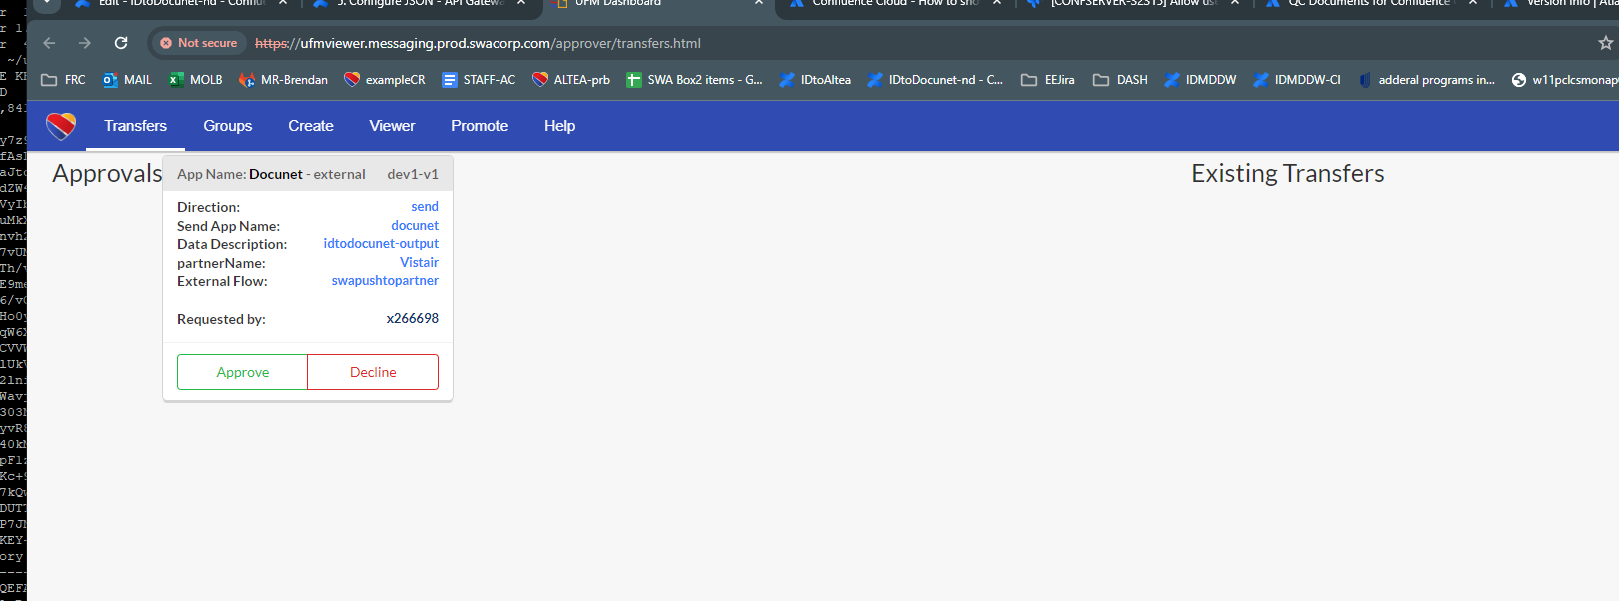 Edit - IDtoDocunet-nd - Conflu
5. Configure JSON - API Gatew
UFM Dashboard
Confluence Cloud - How to sho
[CONFSERVER-52315] Allow us
QC Documents for Confluence
Version Info | Atla
Not secure https://ufmviewer.messaging.prod.swacorp.com/approver/transfers.html
FRC MAIL MOLB MR-Brendan exampleCR STAFF-AC ALTEA-prb SWA Box2 items - G... IDtoAltea IDtoDocunet-nd - C... EEJira DASH IDMDDW IDMDDW-CI adderal programs in... w11pclcsmonap
Transfers Groups Create Viewer Promote Help
Approvals
App Name: Docunet - external dev1-v1
Direction: send
Send App Name: docunet
Data Description: idtodocunet-output
partnerName: Vistair
External Flow: swapushtopartner
Requested by: x266698
Approve Decline
Existing Transfers